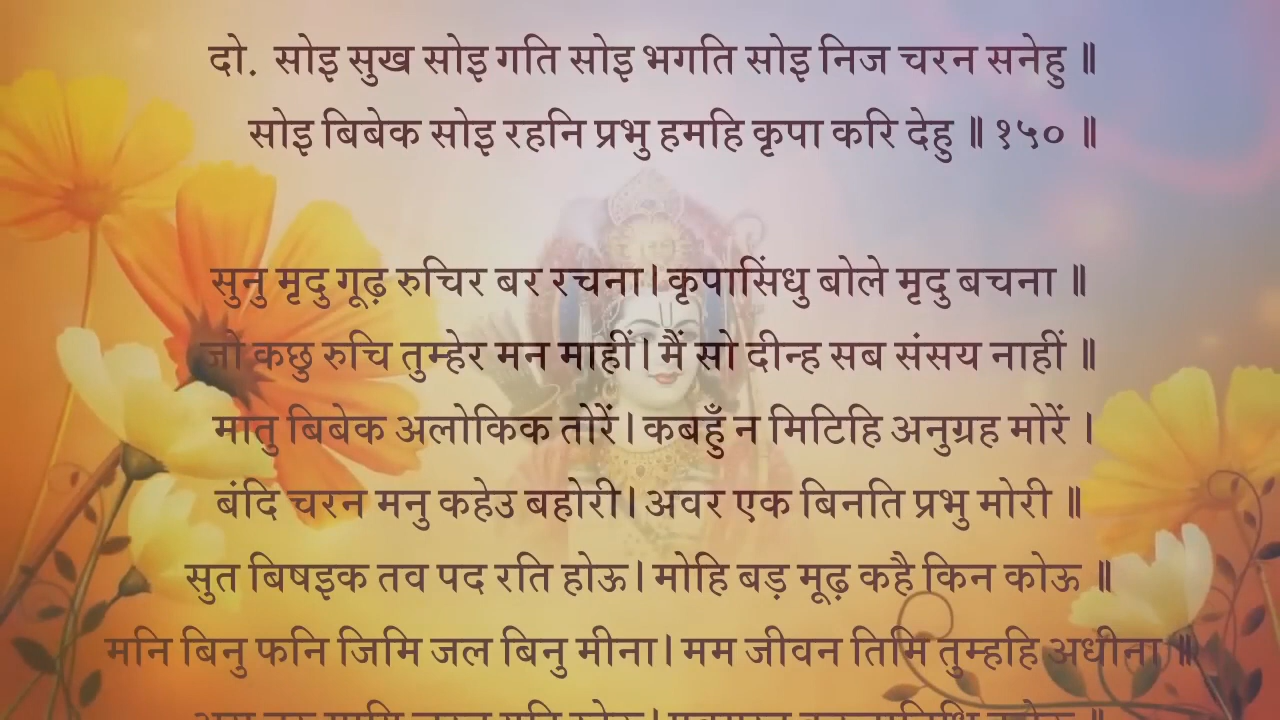 दो. सोइ सुख सोइ गति सोइ भगति सोइ निज चरन सनेहु ॥
सोइ बिबेक सोइ रहनि प्रभु हमहि कृपा करि देहु ॥ १५० ॥
सुनु मृदु गूढ़ रुचिर बर रचना। कृपासिंधु बोले मृदु बचना ॥
जो कछु रुचि तुम्हेर मन माहीं। मैं सो दीन्ह सब संसय नाहीं ॥
मातु बिबेक अलोकिक तोरें। कबहुँ न मिटिहि अनुग्रह मोरें ।
बंदि चरन मनु कहेउ बहोरी। अवर एक बिनति प्रभु मोरी ॥
सुत बिषइक तव पद रति होऊ। मोहि बड़ मूढ़ कहै किन कोऊ ॥
मनि बिनु फनि जिमि जल बिनु मीना। मम जीवन तिमि तुम्हहि अधीना ॥